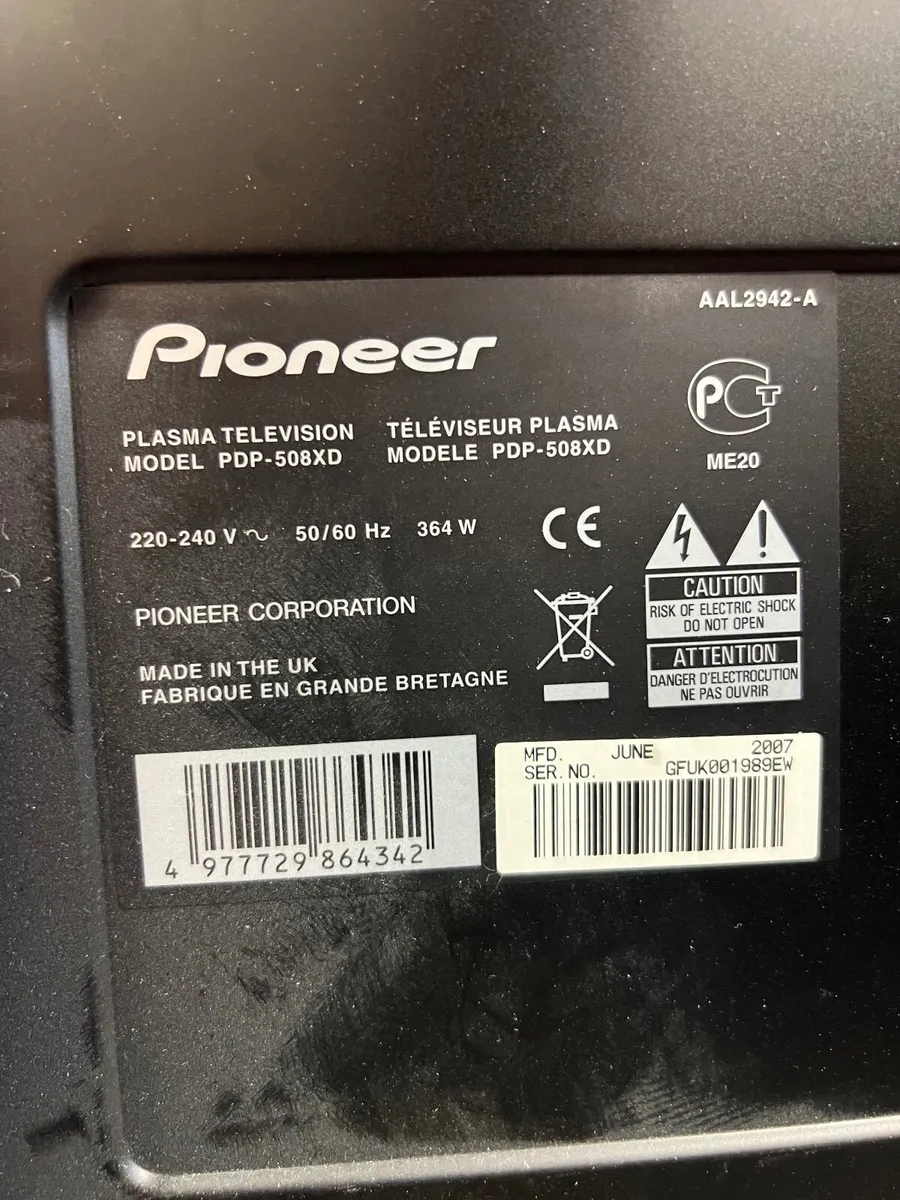 AAL2942-A
Pioneer
PLASMA TELEVISION
MODEL PDP-508XD
TÉLÉVISEUR PLASMA
MODELE PDP-508XD
PCT
ME20
220-240 V ~ 50/60 Hz 364 W
CE
PIONEER CORPORATION
CAUTION
RISK OF ELECTRIC SHOCK
DO NOT OPEN
MADE IN THE UK
FABRIQUE EN GRANDE BRETAGNE
ATTENTION
DANGER D'ELECTROCUTION
NE PAS OUVRIR
4 977729 864342
MFD. JUNE 2007
SER. NO. GFUK001989EW